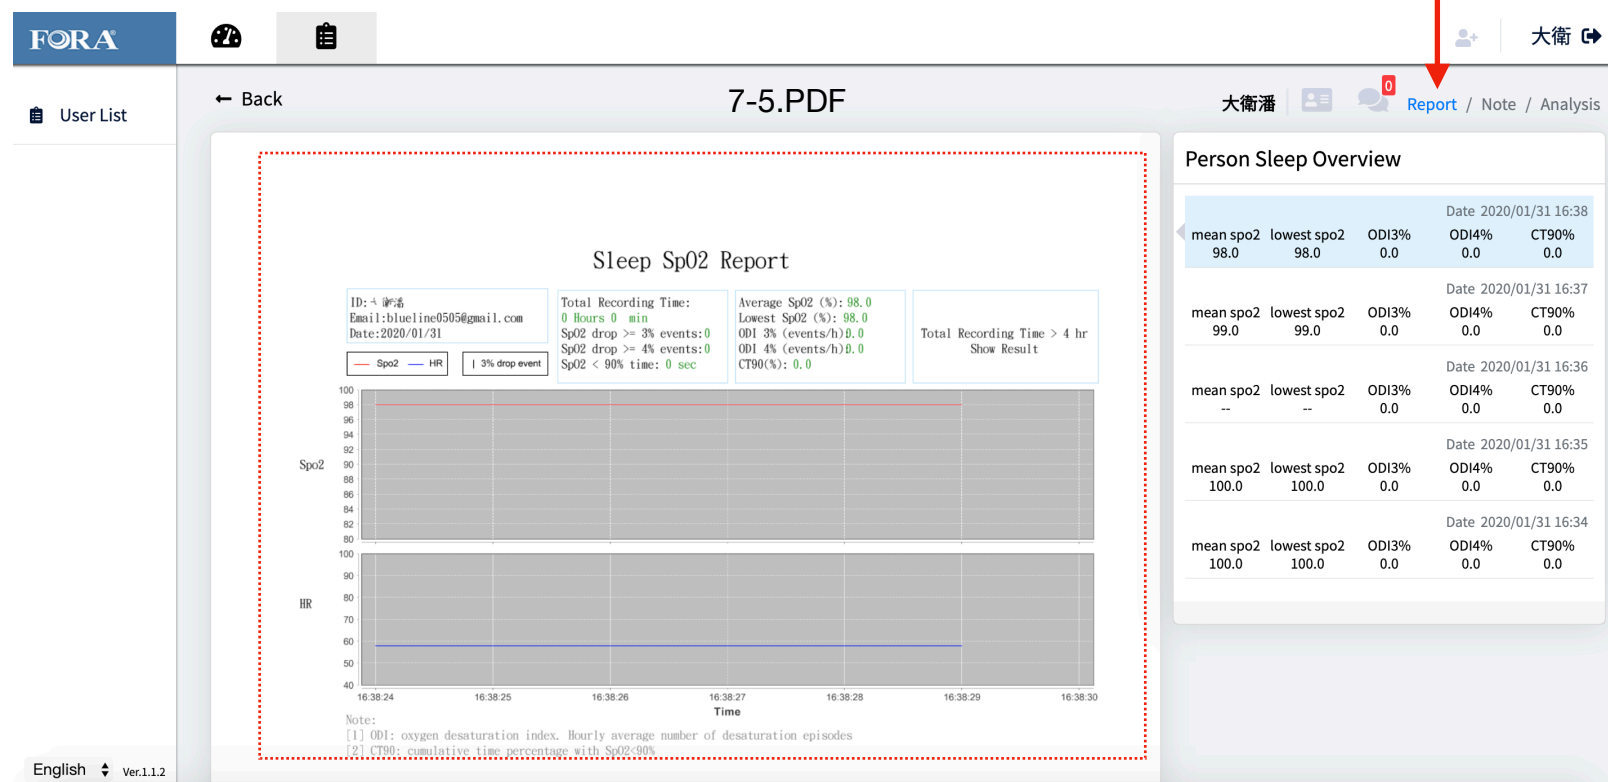 FORA
大衛
User List
Back
7-5.PDF
大衛潘
0
Report / Note / Analysis
Sleep SpO2 Report
ID:
Email:blueline0505@gmail.com
Date:2020/01/31
Spo2 HR
| 3% drop event
Total Recording Time:
0 Hours 0 min
SpO2 drop >= 3% events:0
SpO2 drop >= 4% events:0
SpO2 < 90% time: 0 sec
Average SpO2 (%): 98.0
Lowest SpO2 (%): 98.0
ODI 3% (events/h):0.0
ODI 4% (events/h):0.0
CT90(%): 0.0
Total Recording Time > 4 hr
Show Result
Spo2
100
98
96
94
92
90
88
86
84
82
80
HR
100
90
80
70
60
50
40
16:38:24 16:38:25 16:38:26 16:38:27 16:38:28 16:38:29 16:38:30
Time
Note:
[1] ODI: oxygen desaturation index. Hourly average number of desaturation episodes
[2] CT90: cumulative time percentage with SpO2<90%
Person Sleep Overview
Date 2020/01/31 16:38
mean spo2 lowest spo2 ODI3% ODI4% CT90%
98.0 98.0 0.0 0.0 0.0
Date 2020/01/31 16:37
mean spo2 lowest spo2 ODI3% ODI4% CT90%
99.0 99.0 0.0 0.0 0.0
Date 2020/01/31 16:36
mean spo2 lowest spo2 ODI3% ODI4% CT90%
-- -- 0.0 0.0 0.0
Date 2020/01/31 16:35
mean spo2 lowest spo2 ODI3% ODI4% CT90%
100.0 100.0 0.0 0.0 0.0
Date 2020/01/31 16:34
mean spo2 lowest spo2 ODI3% ODI4% CT90%
100.0 100.0 0.0 0.0 0.0
English
Ver.1.1.2